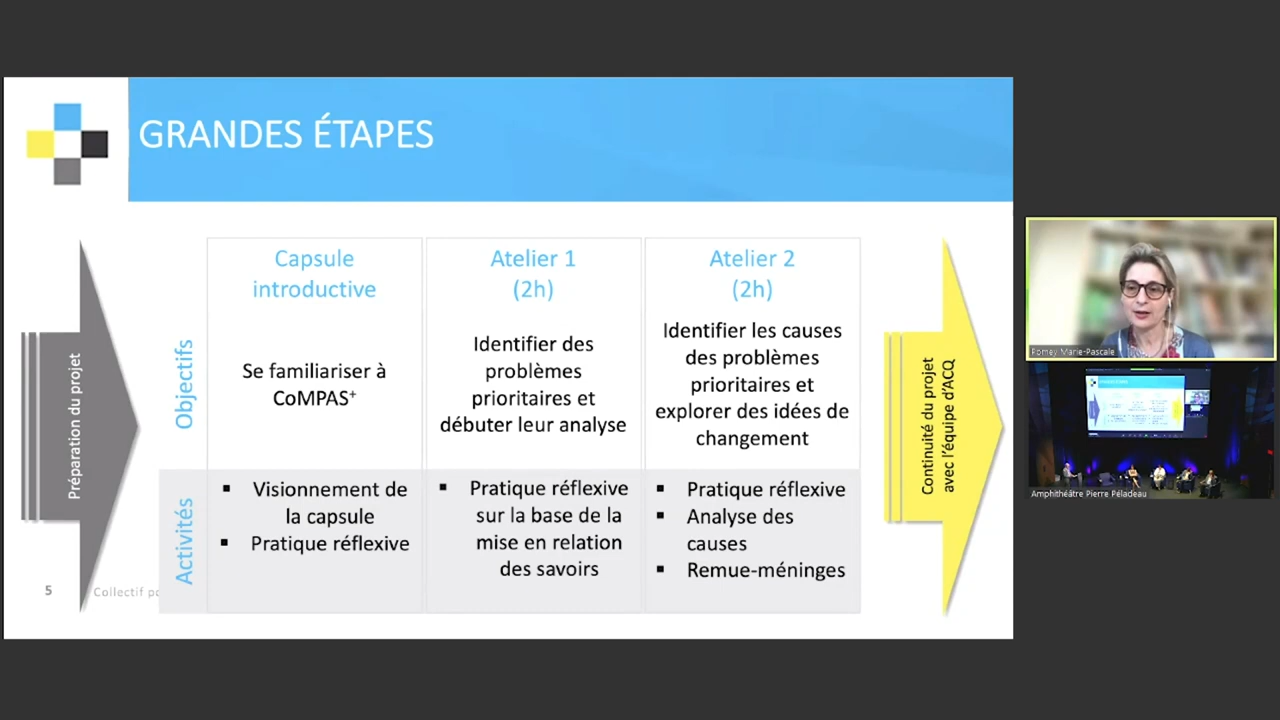 GRANDES ÉTAPES
Préparation du projet
Objectifs
Activités
Capsule
introductive
Se familiariser à
CoMPAS⁺
▪ Visionnement de
la capsule
▪ Pratique réflexive
Atelier 1
(2h)
Identifier des
problèmes
prioritaires et
débuter leur analyse
▪ Pratique réflexive
sur la base de la
mise en relation
des savoirs
Atelier 2
(2h)
Identifier les causes
des problèmes
prioritaires et
explorer des idées de
changement
▪ Pratique réflexive
▪ Analyse des
causes
▪ Remue-méninges
Continuité du projet
avec l'équipe d'ACQ
5
Collectif
Pomey Marie-Pascale
Amphithéâtre Pierre Péladeau